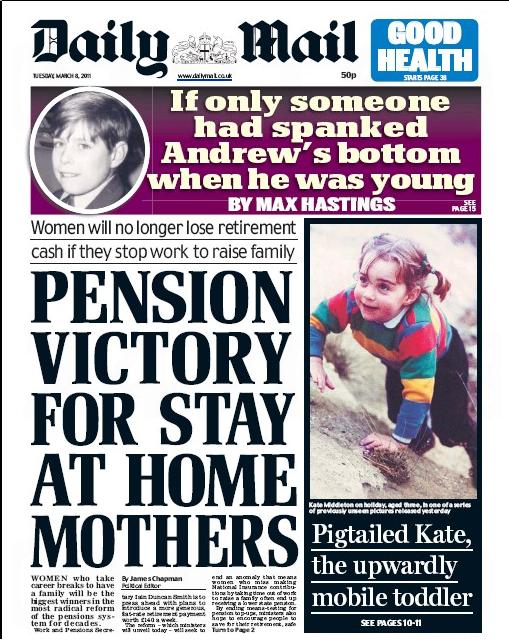 Daily Mail
TUESDAY, MARCH 8, 2011
www.dailymail.co.uk
50p
GOOD
HEALTH
STARTS PAGE 38
If only someone
had spanked
Andrew's bottom
when he was young
BY MAX HASTINGS
SEE
PAGE 15
Women will no longer lose retirement
cash if they stop work to raise family
PENSION
VICTORY
FOR STAY
AT HOME
MOTHERS
WOMEN who take
career breaks to have
a family will be the
biggest winners in the
most radical reform
of the pensions sys-
tem for decades.
Work and Pensions Secre-
By James Chapman
Political Editor
tary Iain Duncan Smith is to
press ahead with plans to
introduce a more generous,
flat-rate retirement payment
worth £140 a week.
The reform – which ministers
will unveil today – will seek to
end an anomaly that means
women who miss making
National Insurance contribu-
tions by taking time out of work
to raise a family often end up
receiving a lower state pension.
By ending means-testing for
pension top-ups, ministers also
hope to encourage people to
save for their retirement, safe
Turn to Page 2
Kate Middleton on holiday, aged three, in one of a series
of previously unseen pictures released yesterday
Pigtailed Kate,
the upwardly
mobile toddler
SEE PAGES 10-11